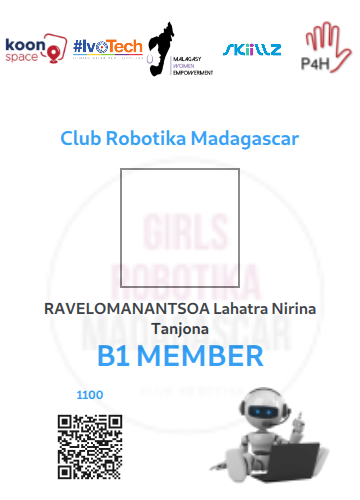 koon
space
#IvoTech
MALAGASY
WOMEN
EMPOWERMENT
SKillZ
P4H
Club Robotika Madagascar
GIRLS
ROBOTIKA
MADAGASCAR
RAVELOMANANTSOA Lahatra Nirina
Tanjona
B1 MEMBER
1100